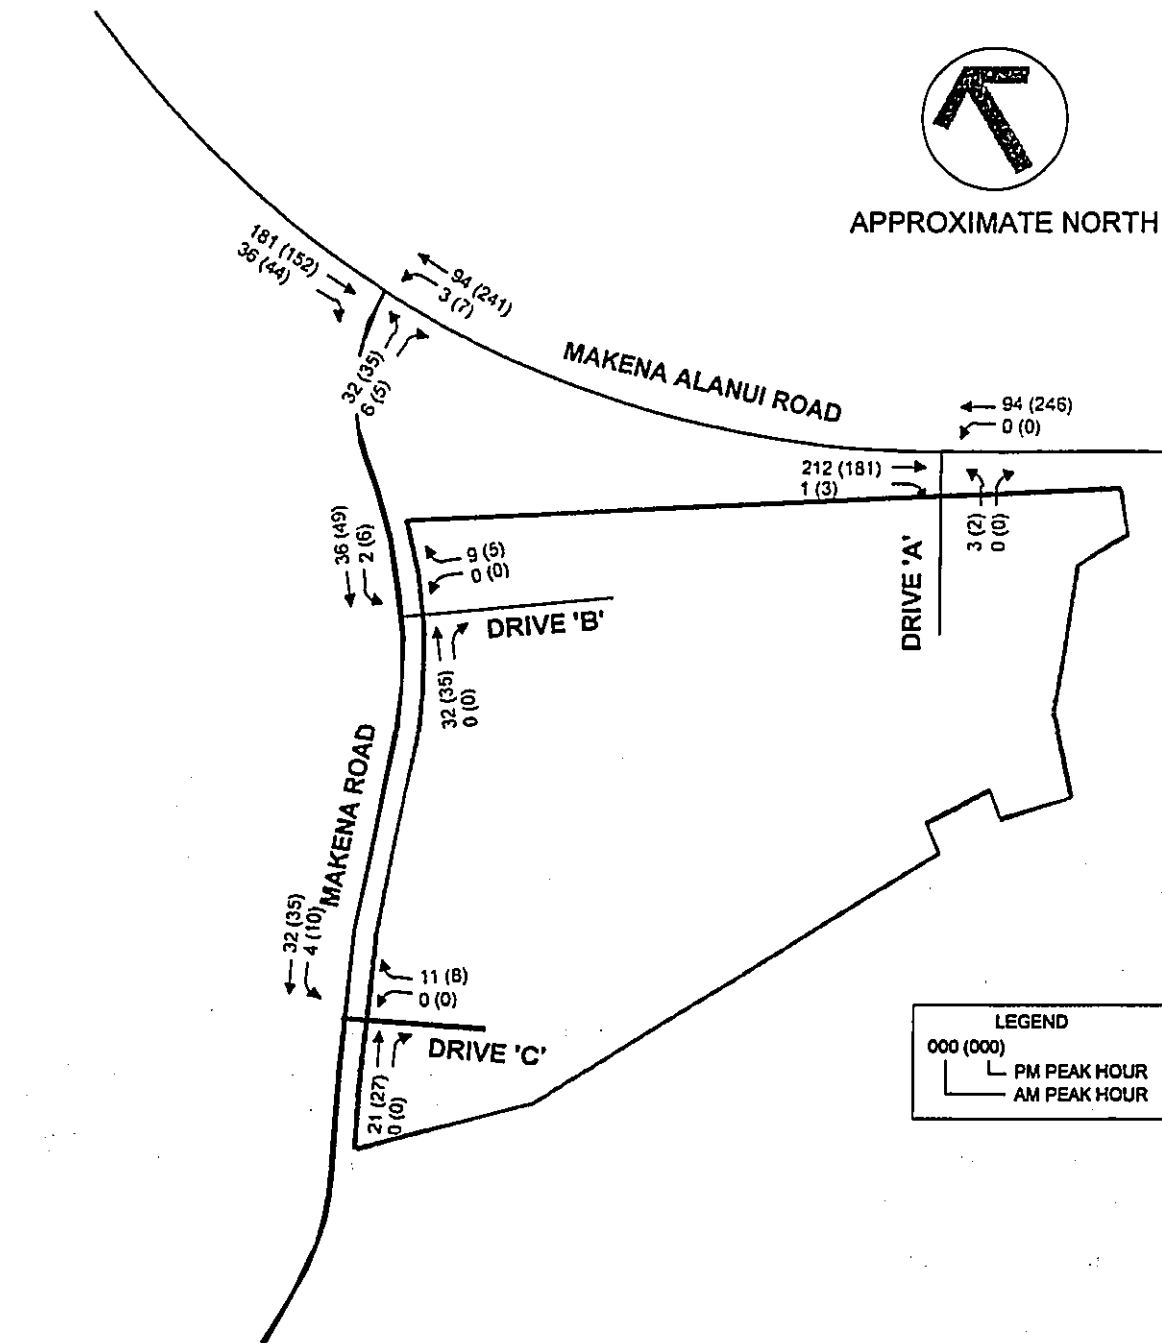 APPROXIMATE NORTH
181 (152)
36 (44)
94 (241)
3 (7)
32 (35)
6 (5)
MAKENA ALANUI ROAD
94 (246)
0 (0)
212 (181)
1 (3)
3 (2)
0 (0)
DRIVE 'A'
36 (49)
2 (6)
9 (5)
0 (0)
DRIVE 'B'
32 (35)
0 (0)
MAKENA ROAD
32 (35)
4 (10)
11 (8)
0 (0)
DRIVE 'C'
21 (27)
0 (0)
LEGEND
000 (000)
PM PEAK HOUR
AM PEAK HOUR